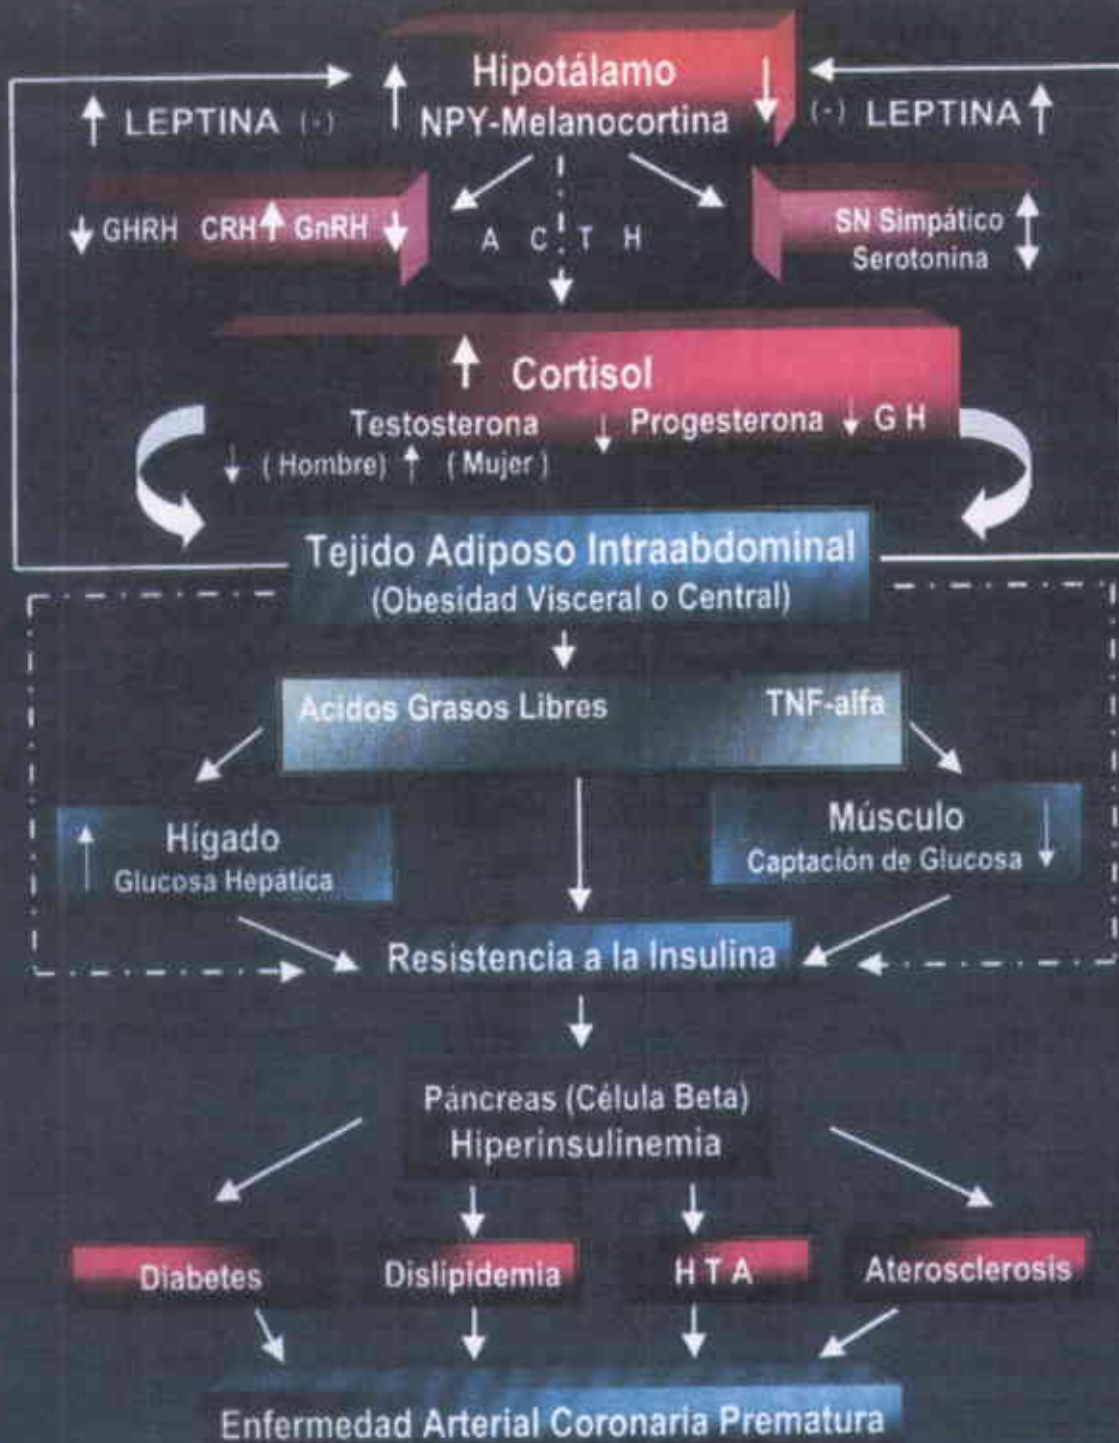 Hipotálamo
NPY-Melanocortina
LEPTINA (-)
(-) LEPTINA
GHRH CRH GnRH
A C T H
SN Simpático
Serotonina
Cortisol
Testosterona Progesterona G H
(Hombre) (Mujer)
Tejido Adiposo Intraabdominal
(Obesidad Visceral o Central)
Acidos Grasos Libres TNF-alfa
Hígado
Glucosa Hepática
Músculo
Captación de Glucosa
Resistencia a la Insulina
Páncreas (Célula Beta)
Hiperinsulinemia
Diabetes Dislipidemia H T A Aterosclerosis
Enfermedad Arterial Coronaria Prematura